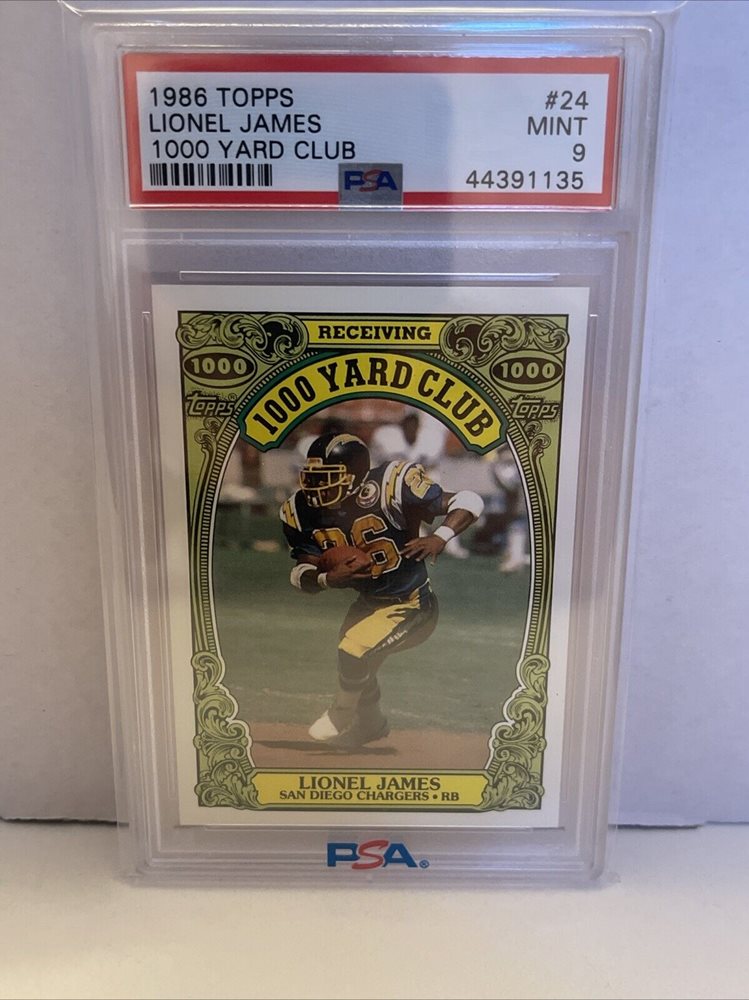 1986 TOPPS #24
LIONEL JAMES MINT
1000 YARD CLUB 9
PSA 44391135
RECEIVING
1000 1000
TOPPS® TOPPS
1000 YARD CLUB
26
26
LIONEL JAMES
SAN DIEGO CHARGERS • RB
PSA®